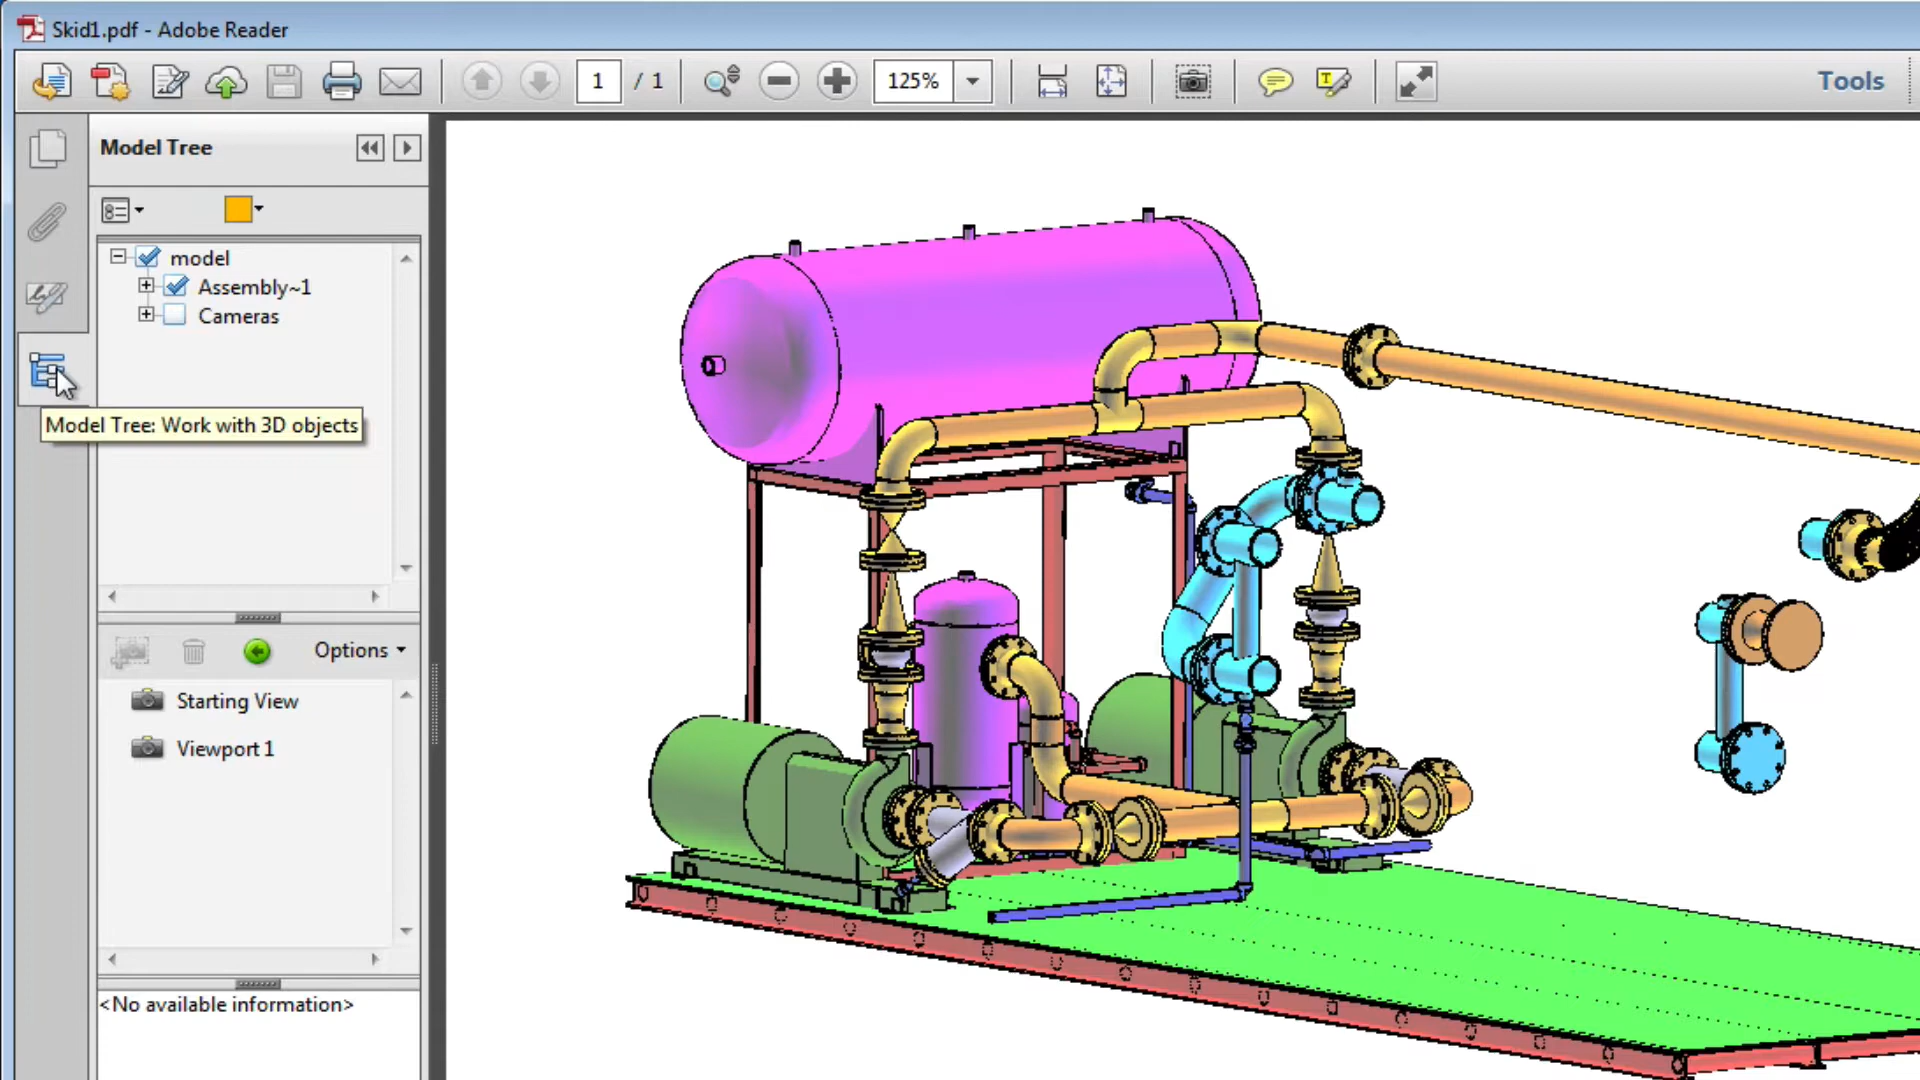 Skid1.pdf - Adobe Reader
1 / 1
125%
Tools
Model Tree
model
Assembly~1
Cameras
Model Tree: Work with 3D objects
Options
Starting View
Viewport 1
<No available information>